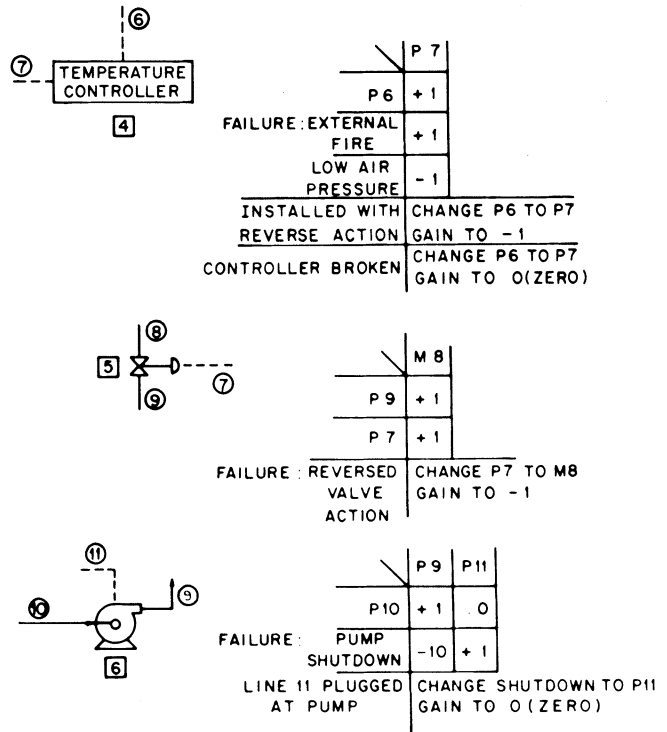 6
7
TEMPERATURE
CONTROLLER
4
P 7
P6 + 1
FAILURE: EXTERNAL
FIRE + 1
LOW AIR
PRESSURE - 1
INSTALLED WITH CHANGE P6 TO P7
REVERSE ACTION GAIN TO -1
CONTROLLER BROKEN CHANGE P6 TO P7
GAIN TO 0(ZERO)
8
5
7
9
M 8
P 9 + 1
P 7 + 1
FAILURE: REVERSED CHANGE P7 TO M8
VALVE GAIN TO -1
ACTION
11
9
10
6
P 9 P11
P10 + 1 .0
FAILURE: PUMP
SHUTDOWN -10 + 1
LINE 11 PLUGGED CHANGE SHUTDOWN TO P11
AT PUMP GAIN TO 0(ZERO)